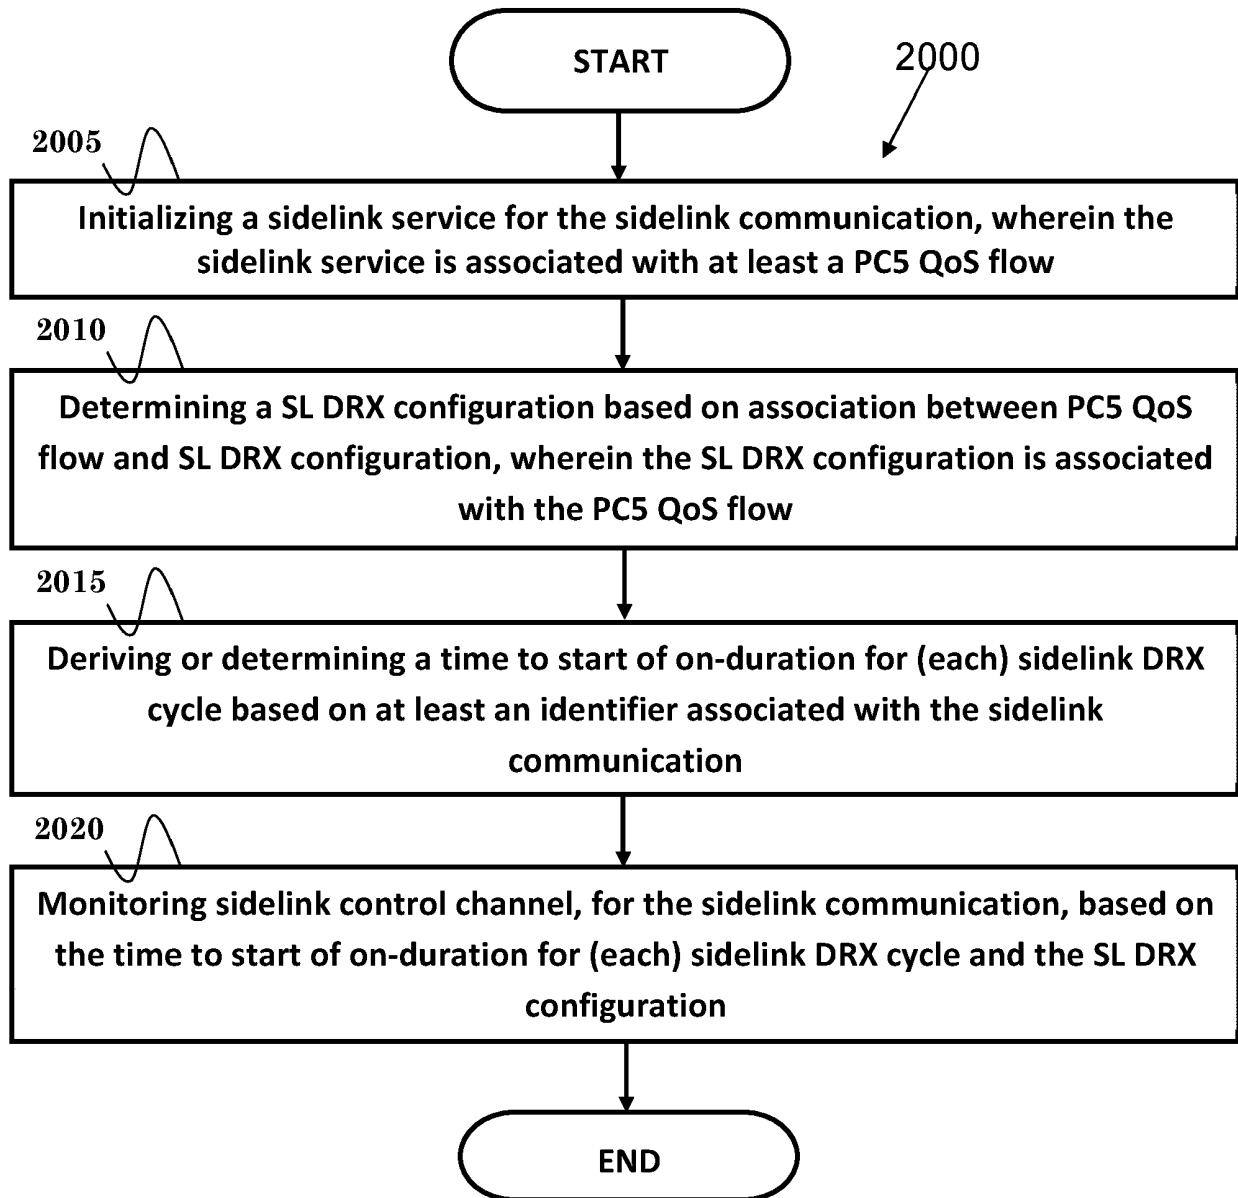 START
2000
2005
Initializing a sidelink service for the sidelink communication, wherein the
sidelink service is associated with at least a PC5 QoS flow
2010
Determining a SL DRX configuration based on association between PC5 QoS
flow and SL DRX configuration, wherein the SL DRX configuration is associated
with the PC5 QoS flow
2015
Deriving or determining a time to start of on-duration for (each) sidelink DRX
cycle based on at least an identifier associated with the sidelink
communication
2020
Monitoring sidelink control channel, for the sidelink communication, based on
the time to start of on-duration for (each) sidelink DRX cycle and the SL DRX
configuration
END